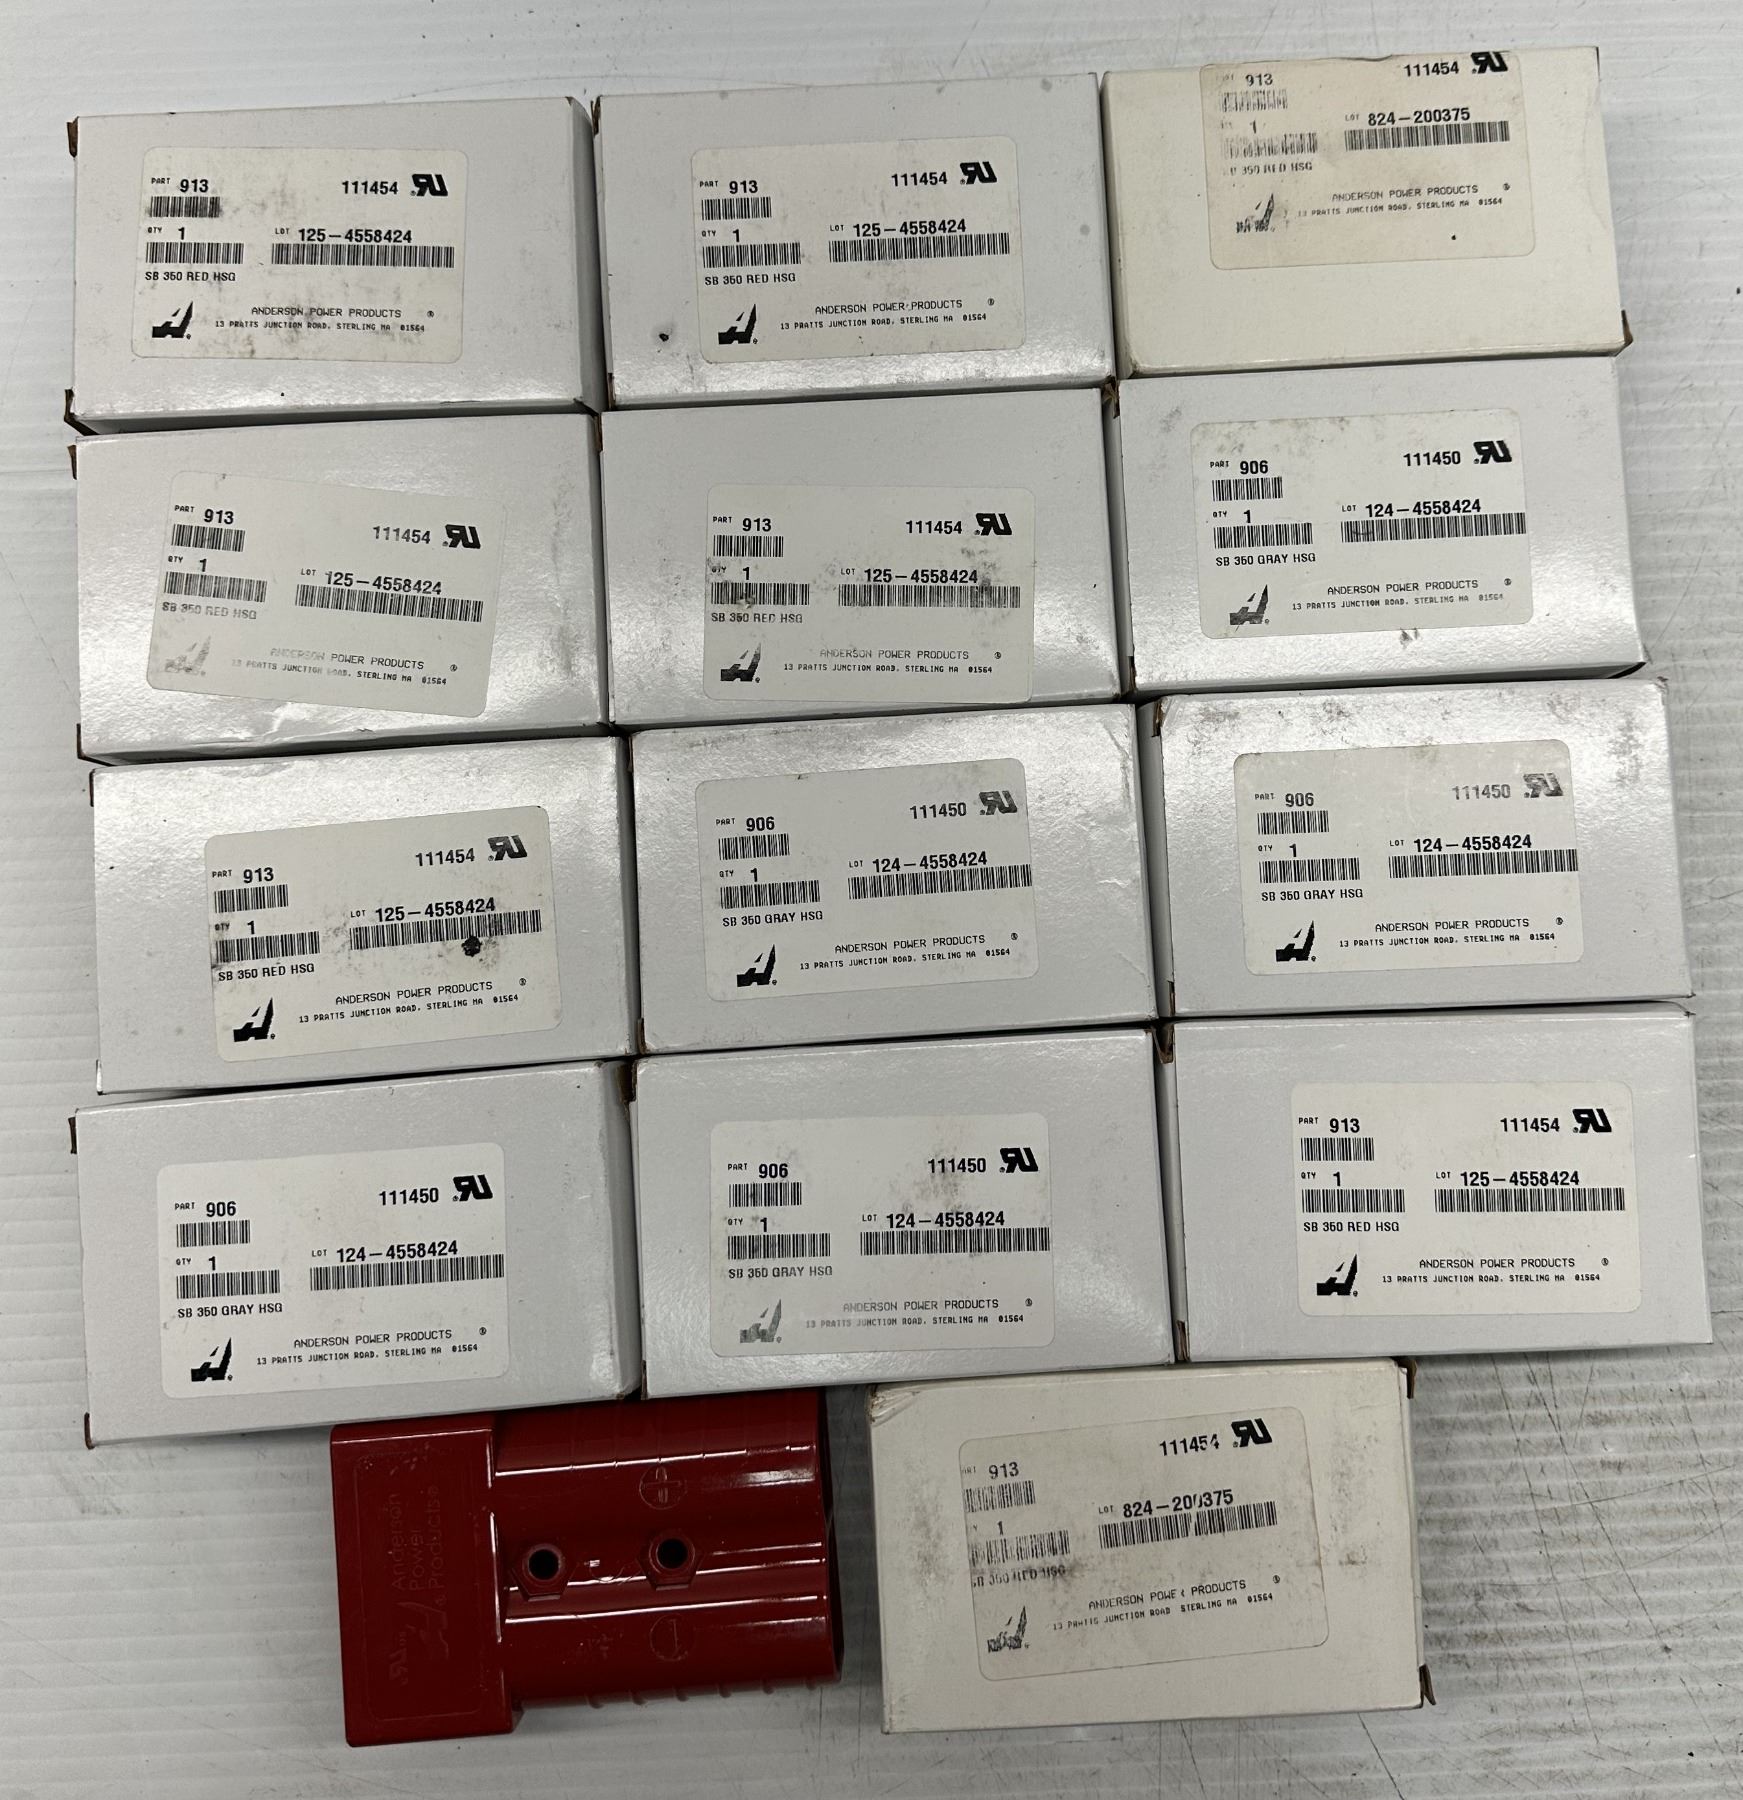 PART 913 111454
QTY 1 LOT 125-4558424
SB 350 RED HSG
ANDERSON POWER PRODUCTS ®
13 PRATTS JUNCTION ROAD, STERLING MA 01564
PART 913 111454
QTY 1 LOT 125-4558424
SB 350 RED HSG
ANDERSON POWER PRODUCTS ®
13 PRATTS JUNCTION ROAD, STERLING MA 01564
913 111454
1 LOT 824-200375
350 RED HSG
ANDERSON POWER PRODUCTS ®
13 PRATTS JUNCTION ROAD, STERLING MA 01564
PART 913 111454
QTY 1 LOT 125-4558424
SB 350 RED HSG
ANDERSON POWER PRODUCTS ®
13 PRATTS JUNCTION ROAD, STERLING MA 01564
PART 913 111454
QTY 1 LOT 125-4558424
SB 350 RED HSG
ANDERSON POWER PRODUCTS ®
13 PRATTS JUNCTION ROAD, STERLING MA 01564
PART 906 111450
QTY 1 LOT 124-4558424
SB 350 GRAY HSG
ANDERSON POWER PRODUCTS ®
13 PRATTS JUNCTION ROAD, STERLING MA 01564
PART 913 111454
QTY 1 LOT 125-4558424
SB 350 RED HSG
ANDERSON POWER PRODUCTS ®
13 PRATTS JUNCTION ROAD, STERLING MA 01564
PART 906 111450
QTY 1 LOT 124-4558424
SB 350 GRAY HSG
ANDERSON POWER PRODUCTS ®
13 PRATTS JUNCTION ROAD, STERLING MA 01564
PART 906 111450
QTY 1 LOT 124-4558424
SB 350 GRAY HSG
ANDERSON POWER PRODUCTS ®
13 PRATTS JUNCTION ROAD, STERLING MA 01564
PART 906 111450
QTY 1 LOT 124-4558424
SB 350 GRAY HSG
ANDERSON POWER PRODUCTS ®
13 PRATTS JUNCTION ROAD, STERLING MA 01564
PART 906 111450
QTY 1 LOT 124-4558424
SB 350 GRAY HSG
ANDERSON POWER PRODUCTS ®
13 PRATTS JUNCTION ROAD, STERLING MA 01564
PART 913 111454
QTY 1 LOT 125-4558424
SB 350 RED HSG
ANDERSON POWER PRODUCTS ®
13 PRATTS JUNCTION ROAD, STERLING MA 01564
Anderson
Power
Products®
913 111454
1 LOT 824-200375
SB 350 RED HSG
ANDERSON POWER PRODUCTS ®
13 PRATTS JUNCTION ROAD STERLING MA 01564